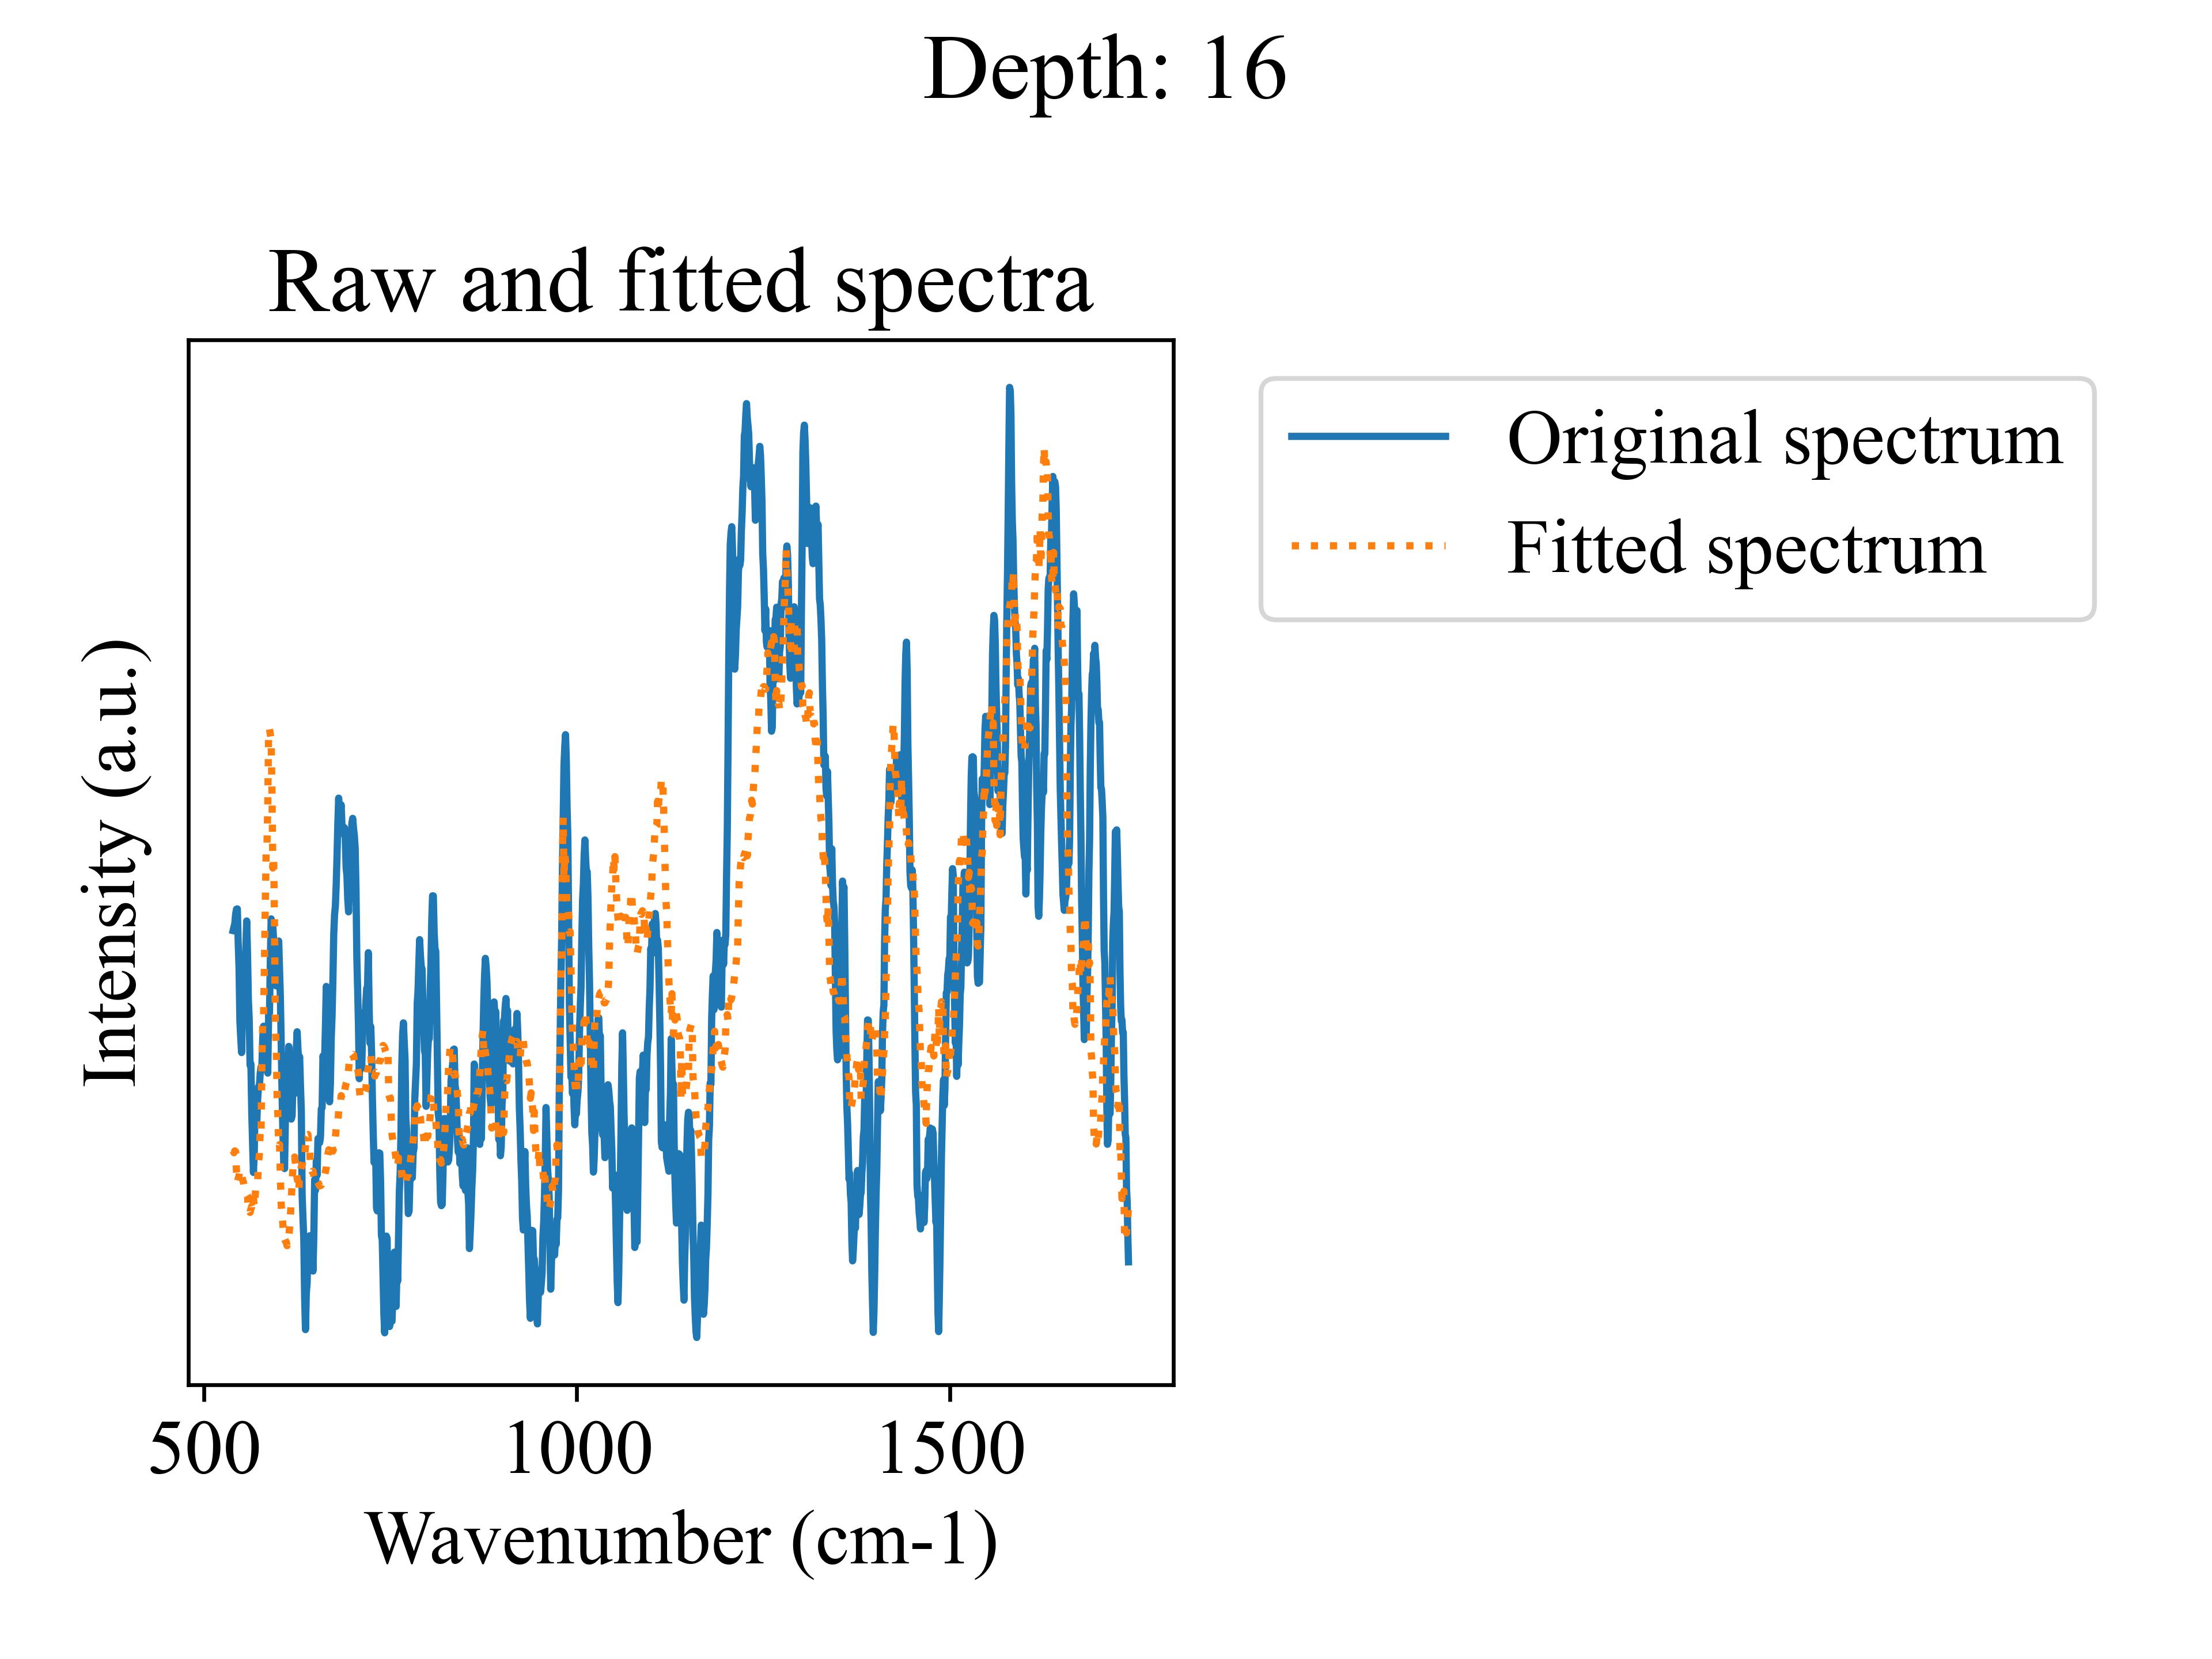 Depth: 16
Raw and fitted spectra
Original spectrum
Fitted spectrum
Intensity (a.u.)
500 1000 1500
Wavenumber (cm-1)